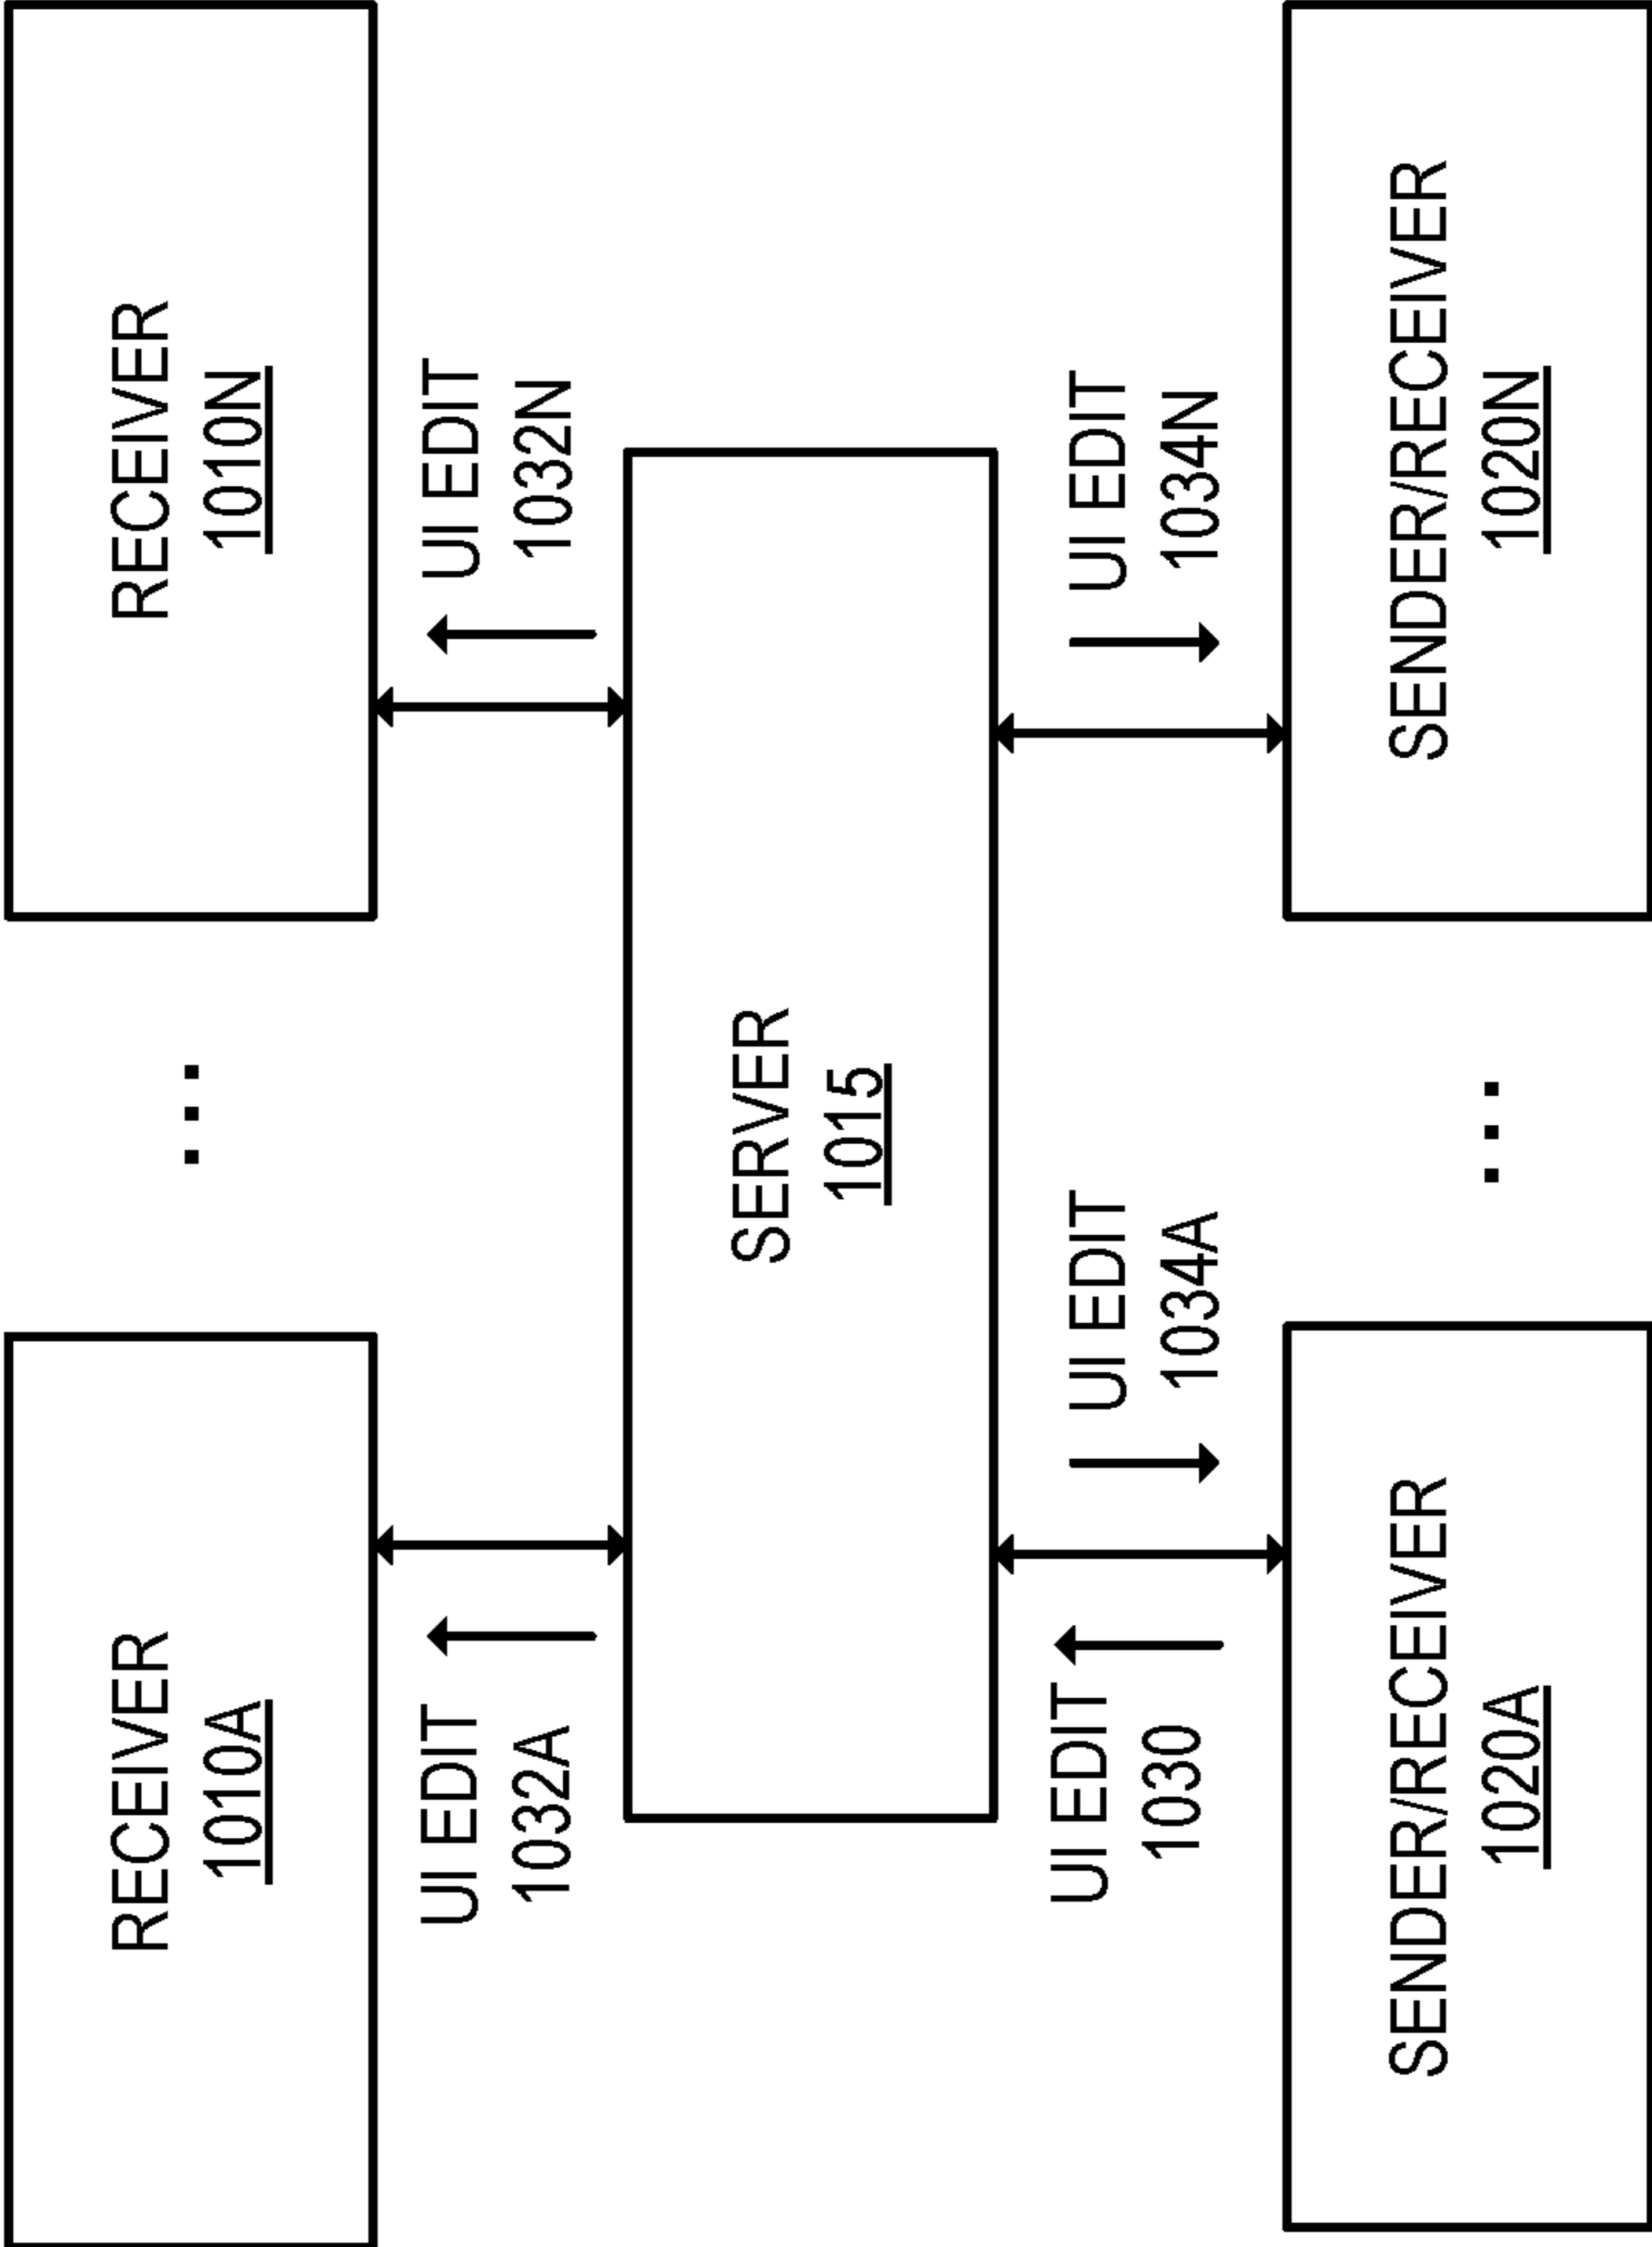 RECEIVER
1010A
...
RECEIVER
1010N
UI EDIT
1032A
UI EDIT
1032N
SERVER
1015
UI EDIT
1030
UI EDIT
1034A
UI EDIT
1034N
SENDER/RECEIVER
1020A
...
SENDER/RECEIVER
1020N